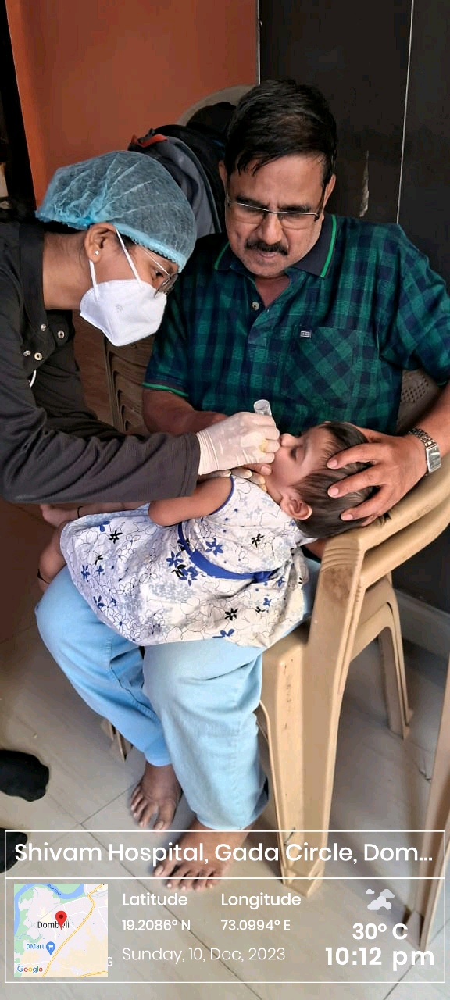 Shivam Hospital, Gada Circle, Dom...
Latitude Longitude
19.2086° N 73.0994° E
Sunday, 10, Dec, 2023
30° C
10:12 pm
Dombivli
DMart
Google